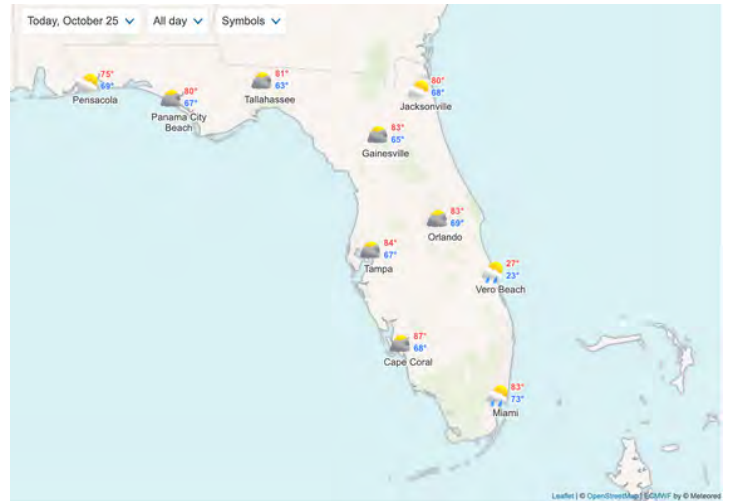 Today, October 25 All day Symbols
75°
69°
Pensacola
80°
67°
Panama City
Beach
81°
63°
Tallahassee
80°
68°
Jacksonville
83°
65°
Gainesville
83°
69°
Orlando
84°
67°
Tampa
27°
23°
Vero Beach
87°
68°
Cape Coral
83°
73°
Miami
Leaflet | © OpenStreetMap | ECMWF by © Meteored